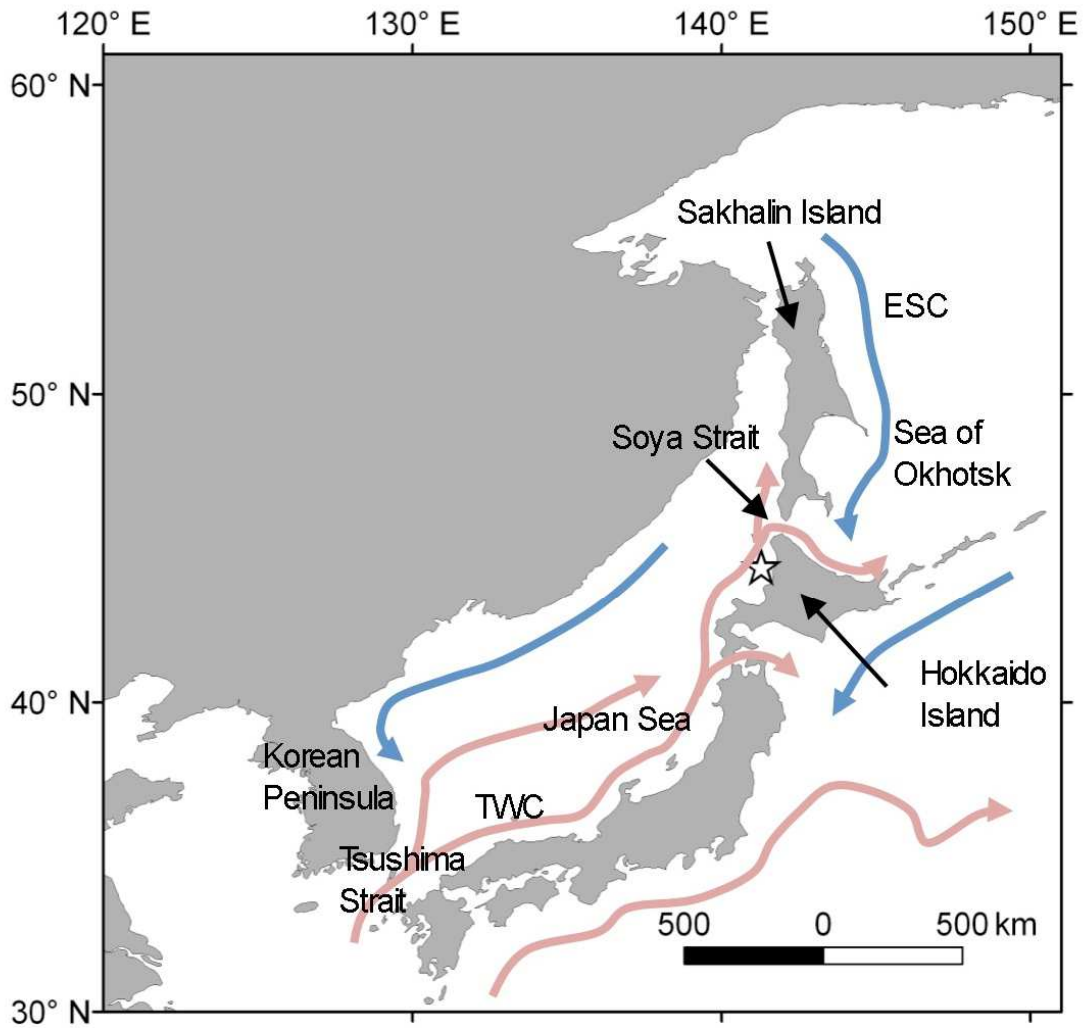 120° E 130° E 140° E 150° E
60° N
Sakhalin Island
ESC
50° N
Soya Strait
Sea of
Okhotsk
Hokkaido
Island
40° N
Japan Sea
Korean
Peninsula
TWC
Tsushima
Strait
500 0 500 km
30° N